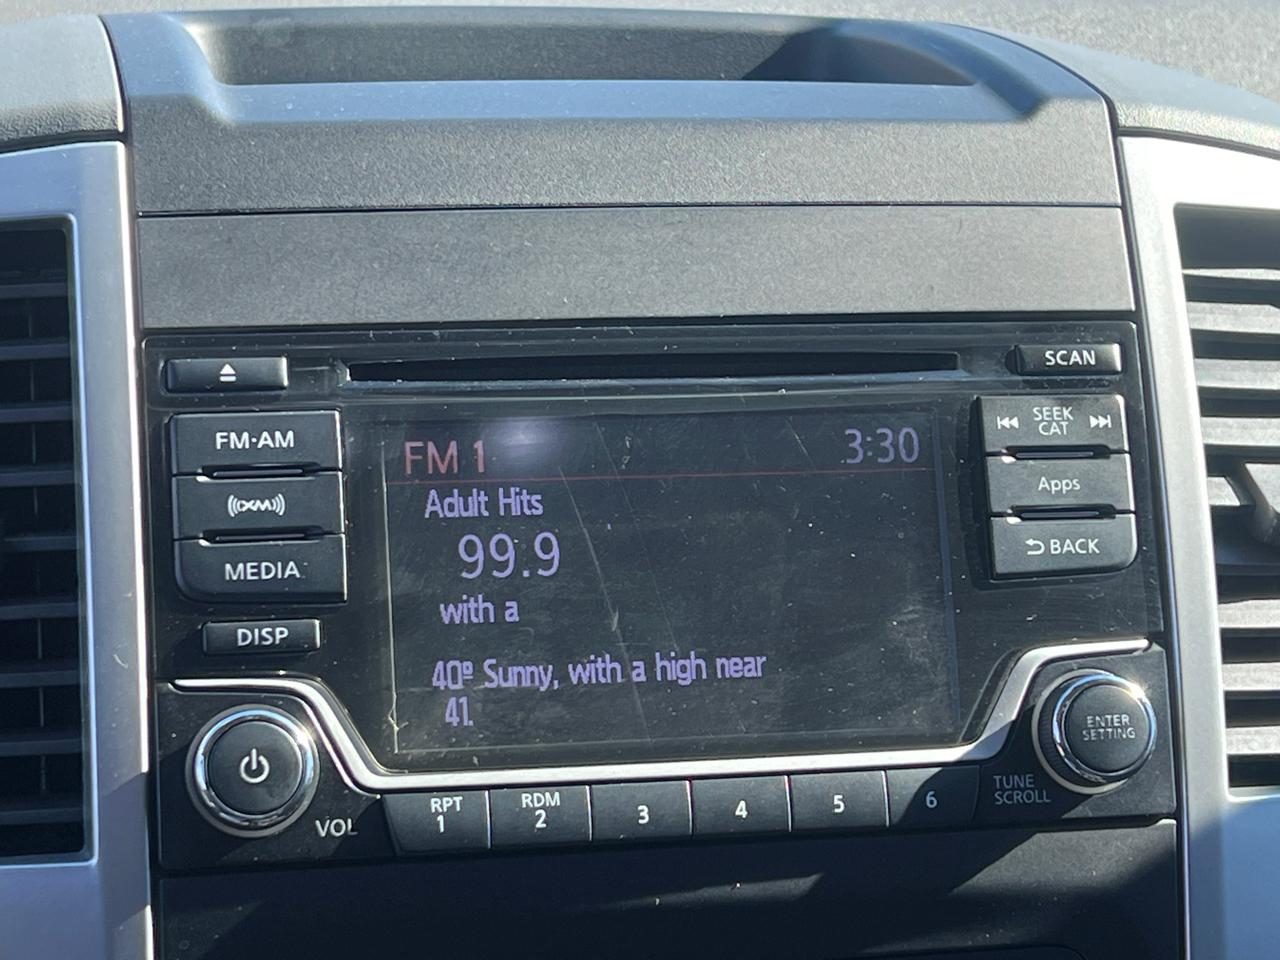 SCAN
FM·AM
((XM))
MEDIA
DISP
VOL
FM 1 3:30
Adult Hits
99.9
with a
40º Sunny, with a high near
41.
SEEK
CAT
Apps
BACK
ENTER
SETTING
TUNE
SCROLL
RPT
1
RDM
2
3
4
5
6